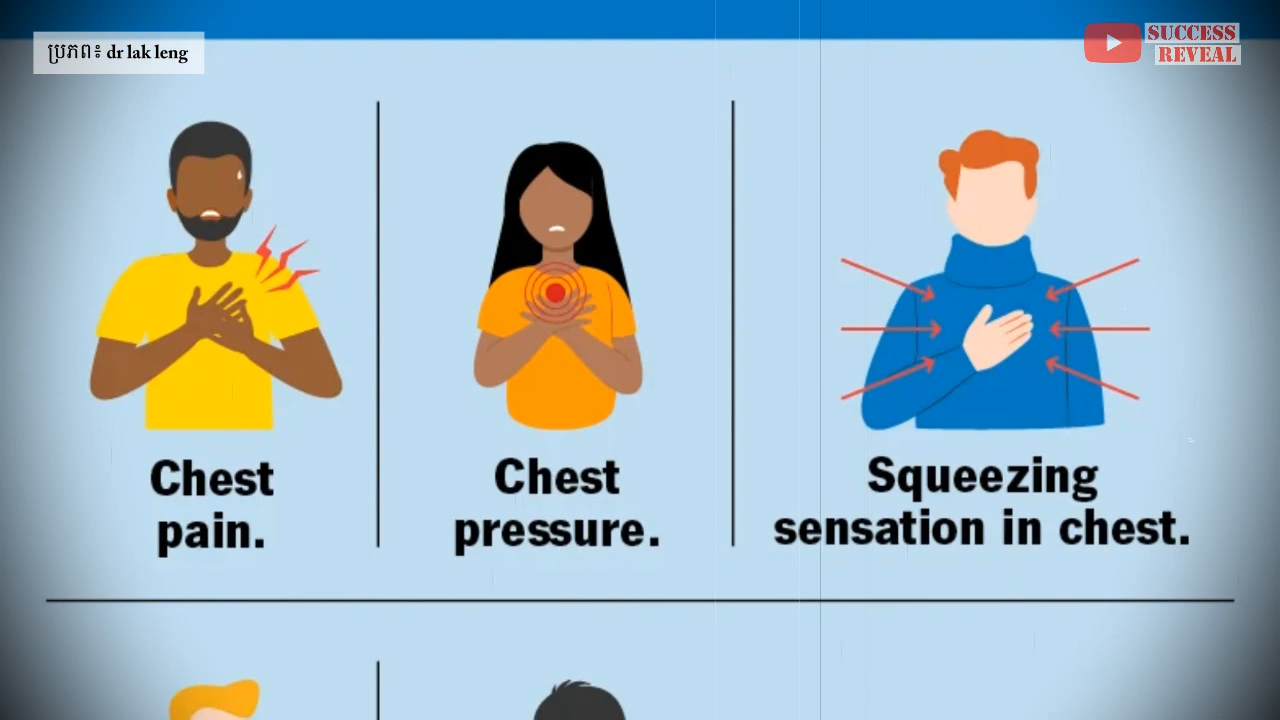 ប្រភព៖ dr lak leng
SUCCESS
REVEAL
Chest
pain.
Chest
pressure.
Squeezing
sensation in chest.